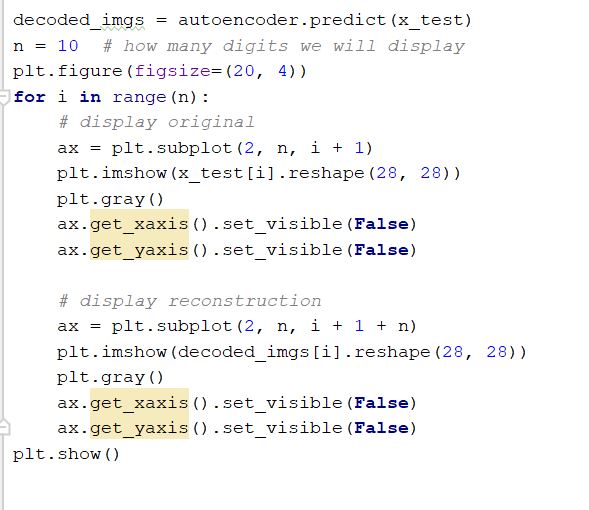 decoded_imgs = autoencoder.predict(x_test)
n = 10  # how many digits we will display
plt.figure(figsize=(20, 4))
for i in range(n):
    # display original
    ax = plt.subplot(2, n, i + 1)
    plt.imshow(x_test[i].reshape(28, 28))
    plt.gray()
    ax.get_xaxis().set_visible(False)
    ax.get_yaxis().set_visible(False)

    # display reconstruction
    ax = plt.subplot(2, n, i + 1 + n)
    plt.imshow(decoded_imgs[i].reshape(28, 28))
    plt.gray()
    ax.get_xaxis().set_visible(False)
    ax.get_yaxis().set_visible(False)
plt.show()